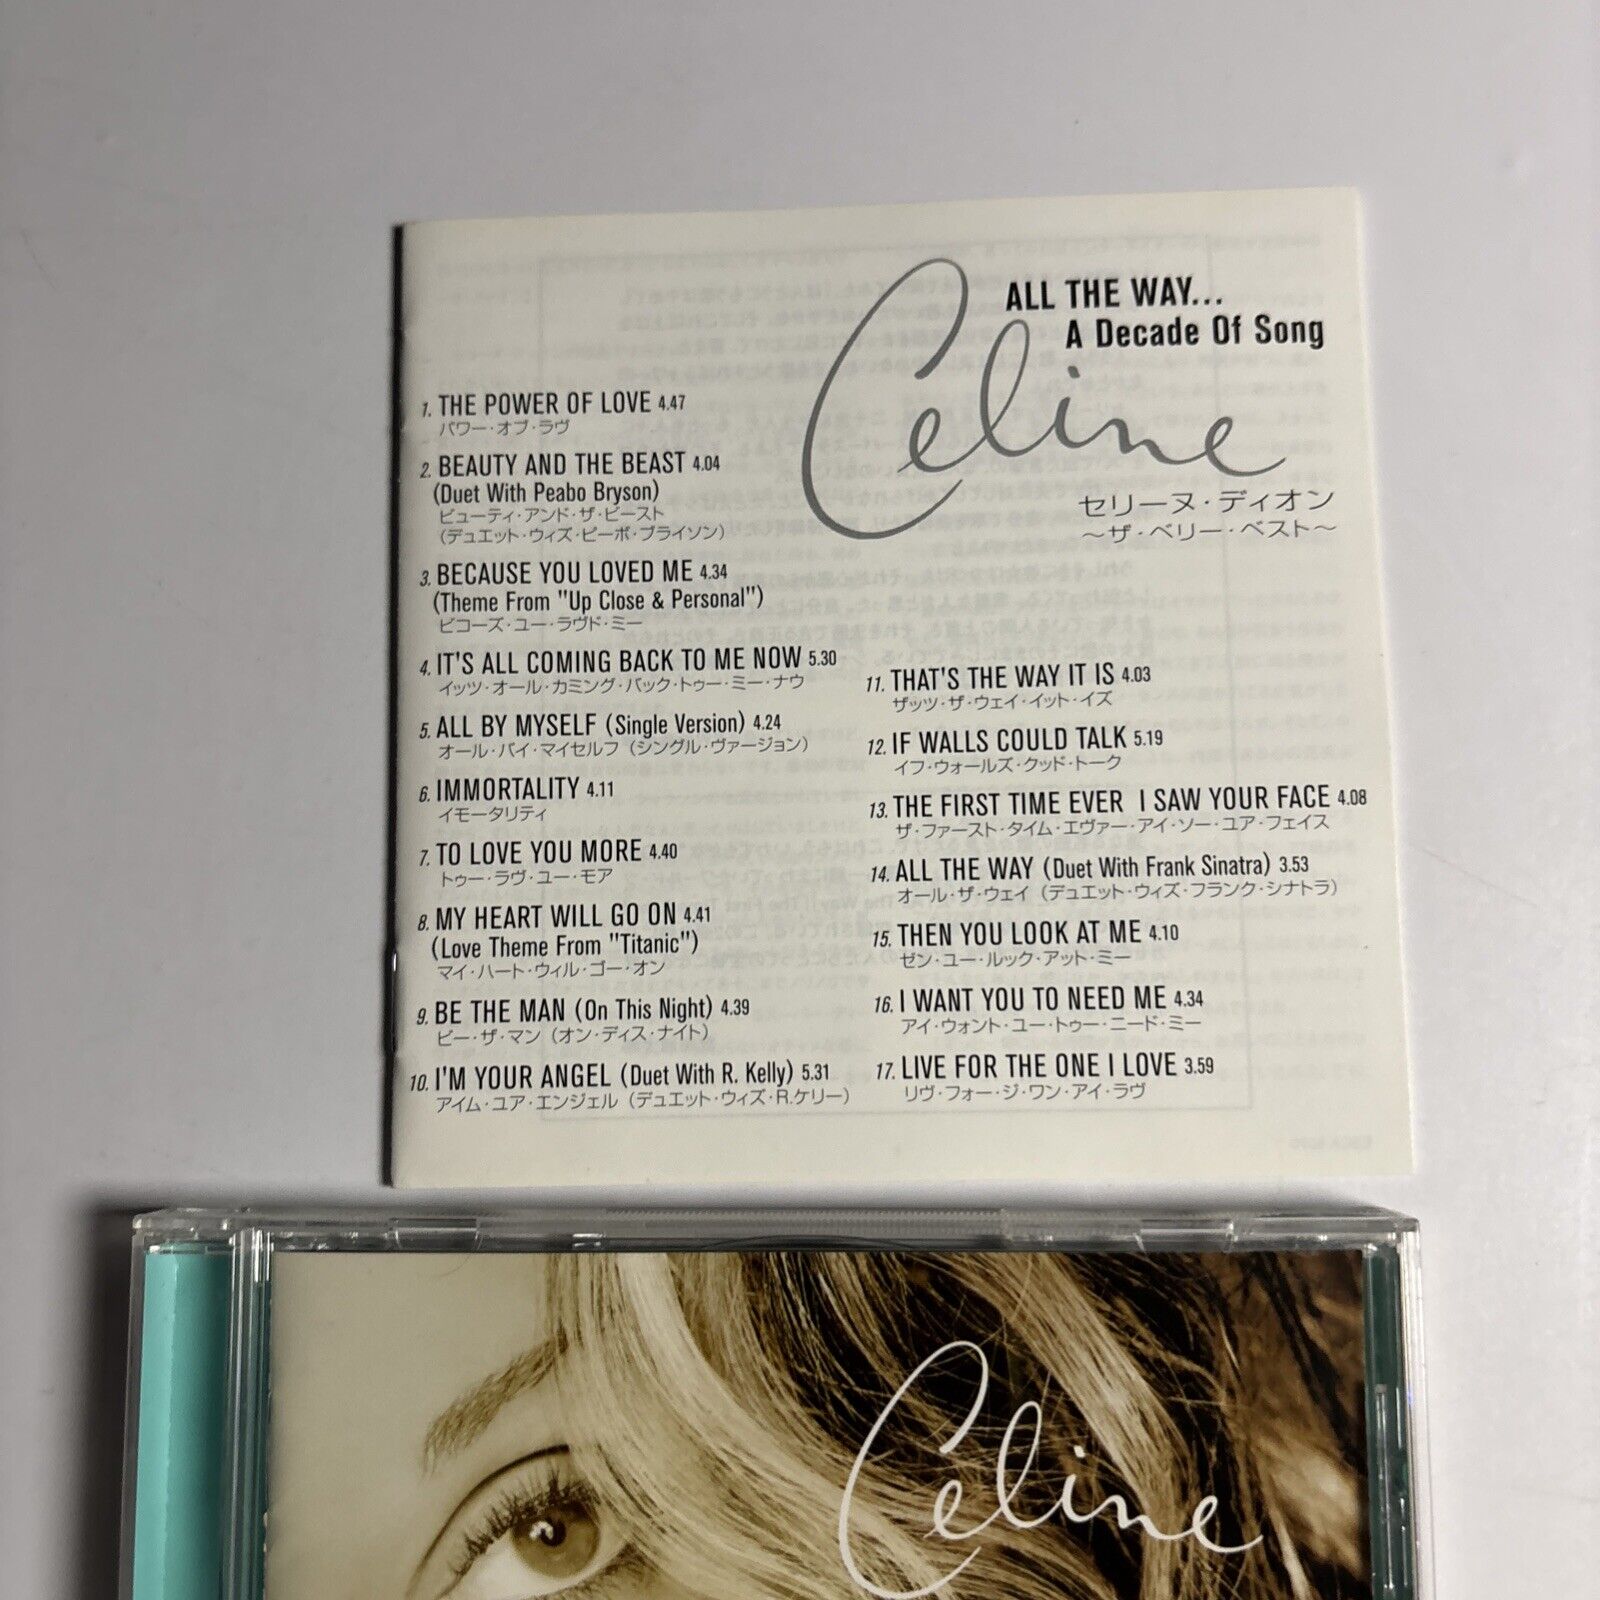 ALL THE WAY...
A Decade Of Song
Celine
セリーヌ・ディオン
〜ザ・ベリー・ベスト〜
1. THE POWER OF LOVE 4.47
パワー・オブ・ラヴ
2. BEAUTY AND THE BEAST 4.04
(Duet With Peabo Bryson)
ビューティ・アンド・ザ・ビースト
(デュエット・ウィズ・ピーボ・ブライソン)
3. BECAUSE YOU LOVED ME 4.34
(Theme From "Up Close & Personal")
ビコーズ・ユー・ラヴド・ミー
4. IT'S ALL COMING BACK TO ME NOW 5.30
イッツ・オール・カミング・バック・トゥー・ミー・ナウ
5. ALL BY MYSELF (Single Version) 4.24
オール・バイ・マイセルフ (シングル・ヴァージョン)
6. IMMORTALITY 4.11
イモータリティ
7. TO LOVE YOU MORE 4.40
トゥー・ラヴ・ユー・モア
8. MY HEART WILL GO ON 4.41
(Love Theme From "Titanic")
マイ・ハート・ウィル・ゴー・オン
9. BE THE MAN (On This Night) 4.39
ビー・ザ・マン (オン・ディス・ナイト)
10. I'M YOUR ANGEL (Duet With R. Kelly) 5.31
アイム・ユア・エンジェル (デュエット・ウィズ・R.ケリー)
11. THAT'S THE WAY IT IS 4.03
ザッツ・ザ・ウェイ・イット・イズ
12. IF WALLS COULD TALK 5.19
イフ・ウォールズ・クッド・トーク
13. THE FIRST TIME EVER I SAW YOUR FACE 4.08
ザ・ファースト・タイム・エヴァー・アイ・ソー・ユア・フェイス
14. ALL THE WAY (Duet With Frank Sinatra) 3.53
オール・ザ・ウェイ (デュエット・ウィズ・フランク・シナトラ)
15. THEN YOU LOOK AT ME 4.10
ゼン・ユー・ルック・アット・ミー
16. I WANT YOU TO NEED ME 4.34
アイ・ウォント・ユー・トゥー・ニード・ミー
17. LIVE FOR THE ONE I LOVE 3.59
リヴ・フォー・ジ・ワン・アイ・ラヴ
Celine